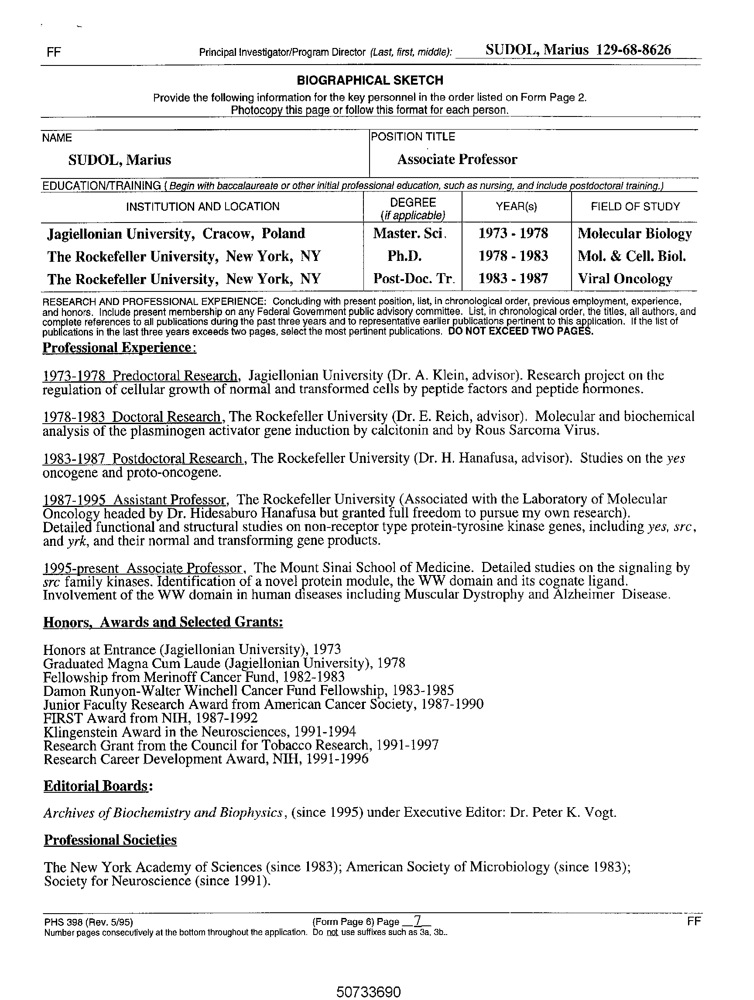 FF Principal Investigator/Program Director (Last, first, middle): SUDOL, Marius 129-68-8626
BIOGRAPHICAL SKETCH
Provide the following information for the key personnel in the order listed on Form Page 2.
Photocopy this page or follow this format for each person.
NAME POSITION TITLE
SUDOL, Marius Associate Professor
EDUCATION/TRAINING (Begin with baccalaureate or other initial professional education, such as nursing, and include postdoctoral training.)
INSTITUTION AND LOCATION DEGREE (if applicable) YEAR(s) FIELD OF STUDY
Jagiellonian University, Cracow, Poland Master. Sci. 1973 - 1978 Molecular Biology
The Rockefeller University, New York, NY Ph.D. 1978 - 1983 Mol. & Cell. Biol.
The Rockefeller University, New York, NY Post-Doc. Tr. 1983 - 1987 Viral Oncology
RESEARCH AND PROFESSIONAL EXPERIENCE: Concluding with present position, list, in chronological order, previous employment, experience,
and honors. Include present membership on any Federal Government public advisory committee. List, in chronological order, the titles, all authors, and
complete references to all publications during the past three years and to representative earlier publications pertinent to this application. If the list of
publications in the last three years exceeds two pages, select the most pertinent publications. DO NOT EXCEED TWO PAGES.
Professional Experience:
1973-1978 Predoctoral Research, Jagiellonian University (Dr. A. Klein, advisor). Research project on the
regulation of cellular growth of normal and transformed cells by peptide factors and peptide hormones.
1978-1983 Doctoral Research, The Rockefeller University (Dr. E. Reich, advisor). Molecular and biochemical
analysis of the plasminogen activator gene induction by calcitonin and by Rous Sarcoma Virus.
1983-1987 Postdoctoral Research, The Rockefeller University (Dr. H. Hanafusa, advisor). Studies on the yes
oncogene and proto-oncogene.
1987-1995 Assistant Professor, The Rockefeller University (Associated with the Laboratory of Molecular
Oncology headed by Dr. Hidesaburo Hanafusa but granted full freedom to pursue my own research).
Detailed functional and structural studies on non-receptor type protein-tyrosine kinase genes, including yes, src,
and yrk, and their normal and transforming gene products.
1995-present Associate Professor, The Mount Sinai School of Medicine. Detailed studies on the signaling by
src family kinases. Identification of a novel protein module, the WW domain and its cognate ligand.
Involvement of the WW domain in human diseases including Muscular Dystrophy and Alzheimer Disease.
Honors, Awards and Selected Grants:
Honors at Entrance (Jagiellonian University), 1973
Graduated Magna Cum Laude (Jagiellonian University), 1978
Fellowship from Merinoff Cancer Fund, 1982-1983
Damon Runyon-Walter Winchell Cancer Fund Fellowship, 1983-1985
Junior Faculty Research Award from American Cancer Society, 1987-1990
FIRST Award from NIH, 1987-1992
Klingenstein Award in the Neurosciences, 1991-1994
Research Grant from the Council for Tobacco Research, 1991-1997
Research Career Development Award, NIH, 1991-1996
Editorial Boards:
Archives of Biochemistry and Biophysics, (since 1995) under Executive Editor: Dr. Peter K. Vogt.
Professional Societies
The New York Academy of Sciences (since 1983); American Society of Microbiology (since 1983);
Society for Neuroscience (since 1991).
PHS 398 (Rev. 5/95) (Form Page 6) Page 7 FF
Number pages consecutively at the bottom throughout the application. Do not use suffixes such as 3a, 3b..
50733690